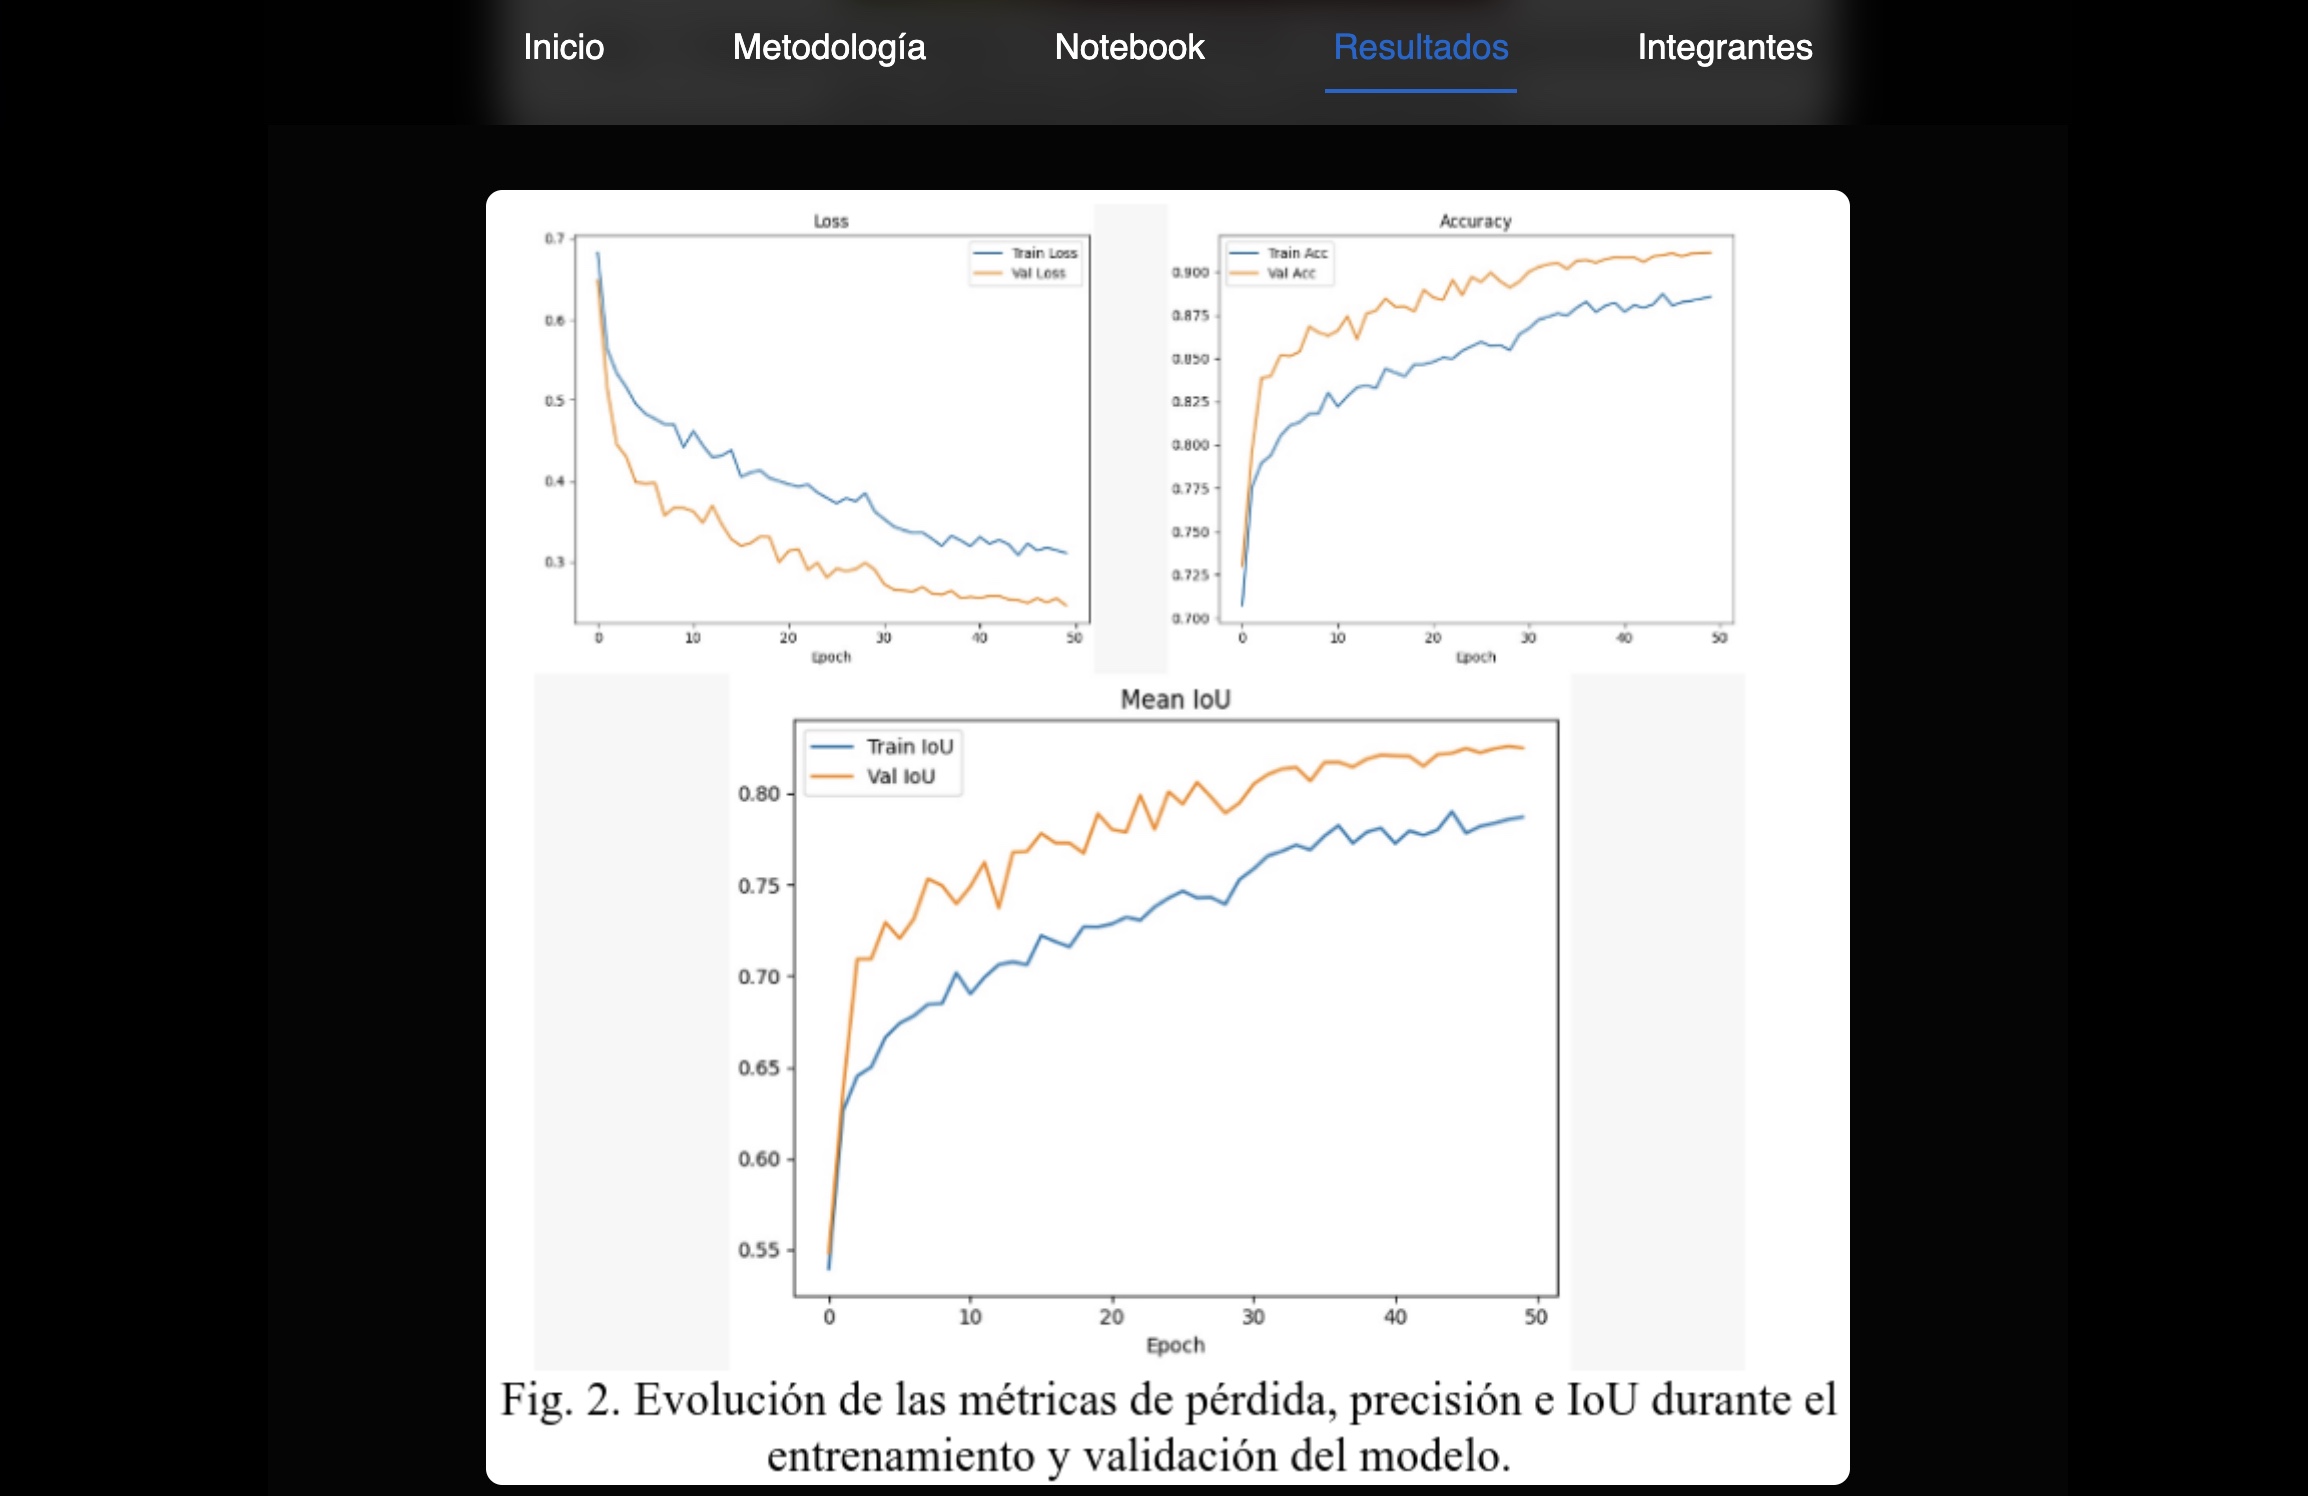 Inicio Metodología Notebook Resultados Integrantes
Loss
Train Loss
Val Loss
0.7
0.6
0.5
0.4
0.3
0 10 20 30 40 50
Epoch
Accuracy
Train Acc
Val Acc
0.900
0.875
0.850
0.825
0.800
0.775
0.750
0.725
0.700
0 10 20 30 40 50
Epoch
Mean IoU
Train IoU
Val IoU
0.80
0.75
0.70
0.65
0.60
0.55
0 10 20 30 40 50
Epoch
Fig. 2. Evolución de las métricas de pérdida, precisión e IoU durante el
entrenamiento y validación del modelo.